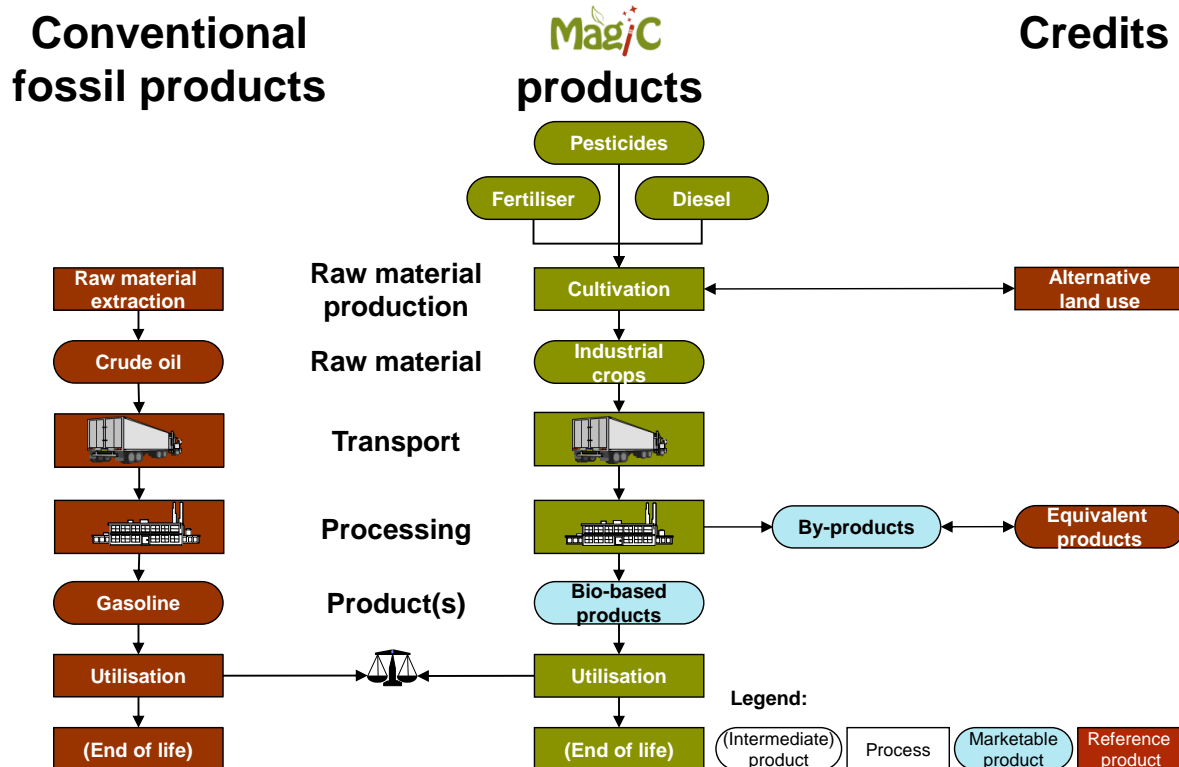 Conventional
fossil products
MagiC
products
Credits
Pesticides
Fertiliser
Diesel
Raw material
extraction
Raw material
production
Cultivation
Alternative
land use
Crude oil
Raw material
Industrial
crops
Transport
Processing
By-products
Equivalent
products
Gasoline
Product(s)
Bio-based
products
Utilisation
Utilisation
Legend:
(End of life)
(End of life)
(Intermediate)
product
Process
Marketable
product
Reference
product